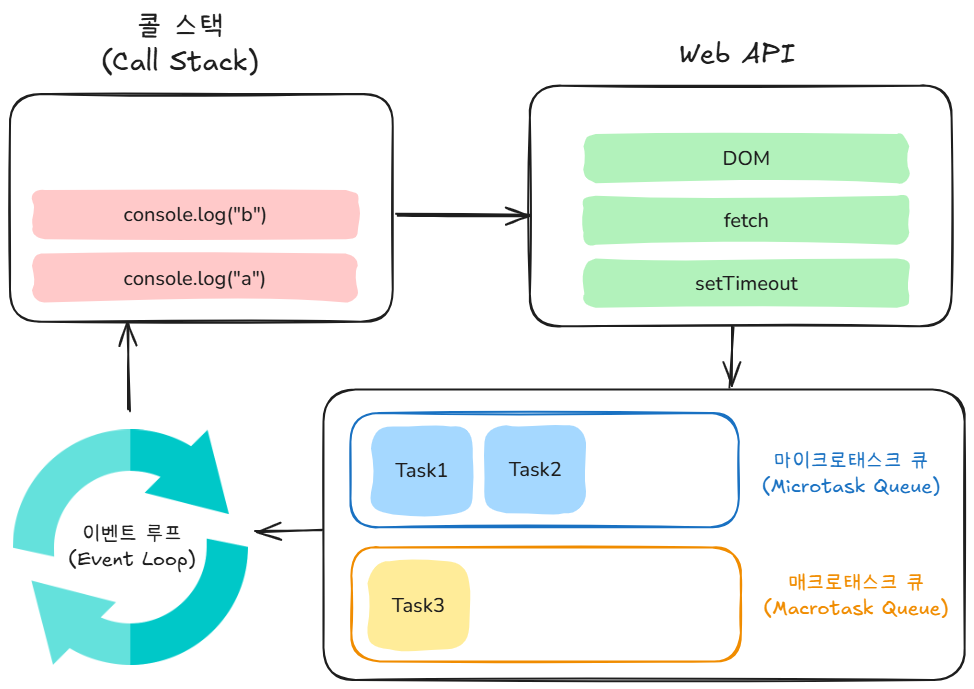 콜 스택
(Call Stack)
console.log("b")
console.log("a")
Web API
DOM
fetch
setTimeout
Task1
Task2
마이크로태스크 큐
(Microtask Queue)
Task3
매크로태스크 큐
(Macrotask Queue)
이벤트 루프
(Event Loop)